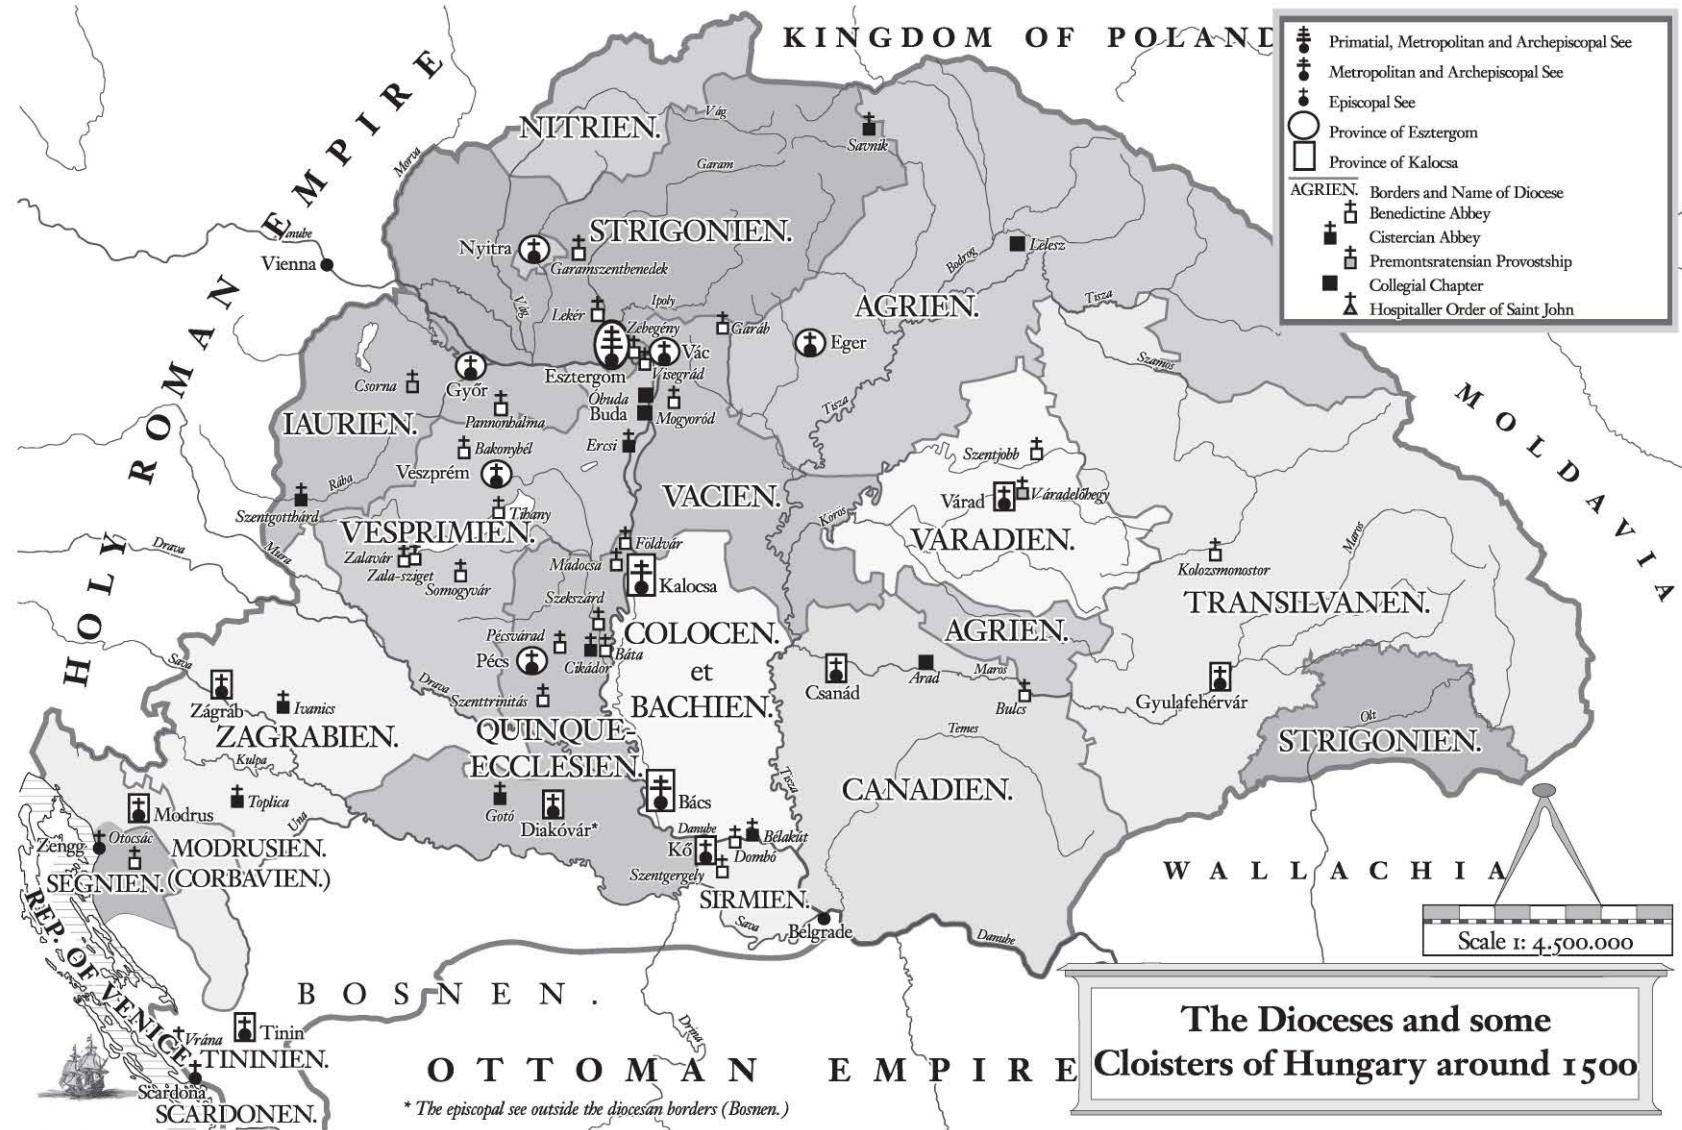 KINGDOM OF POLAND
HOLY ROMAN EMPIRE
MOLDAVIA
WALLACHIA
OTTOMAN EMPIRE
BOSNEN.
REP. OF VENICE
Primatial, Metropolitan and Archepiscopal See
Metropolitan and Archepiscopal See
Episcopal See
Province of Esztergom
Province of Kalocsa
AGRIEN. Borders and Name of Diocese
Benedictine Abbey
Cistercian Abbey
Premontsratensian Provostship
Collegial Chapter
Hospitaller Order of Saint John
NITRIEN.
Vág
Savnik
Morva
Garam
STRIGONIEN.
Nyitra
Garamszentbenedek
Danube
Vienna
Vág
Lelesz
Bodrog
AGRIEN.
Tisza
Lekér
Ipoly
Zebegény
Garáb
Eger
Vác
Esztergom
Visegrád
Szamos
Csorna
Győr
Óbuda
Buda
Mogyoród
Tisza
IAURIEN.
Pannonhalma
Bakonybél
Ercsi
Szentjobb
Veszprém
Rába
Szentgotthárd
VACIEN.
Várad
Váradelőhegy
Tihany
VESPRIMIEN.
Koros
VARADIEN.
Maros
Drava
Mura
Zalavár
Zala-sziget
Somogyvár
Földvár
Madocsa
Kalocsa
Kolozsmonostor
TRANSILVANEN.
Szekszárd
Pécsvárad
COLOCEN.
et
BACHIEN.
AGRIEN.
Pécs
Cikádor
Báta
Sava
Drava
Szenttrinitás
Csanád
Arad
Maros
Bulcs
Gyulafehérvár
Zágráb
Ivanics
ZAGRABIEN.
Kulpa
QUINQUE-
ECCLESIEN.
Temes
Olt
STRIGONIEN.
Tisza
CANADIEN.
Toplica
Una
Modrus
Gotó
Diakóvár*
Bács
Zengg
Otocsác
MODRUSIEN.
(CORBAVIEN.)
SEGNIEN.
Danube
Bélakút
Kő
Dombó
Szentgergely
SIRMIEN.
Sava
Belgrade
Danube
Drina
Vrána
Tinin
TININIEN.
Scardona
SCARDONEN.
* The episcopal see outside the diocesan borders (Bosnen.)
Scale 1: 4.500.000
The Dioceses and some
Cloisters of Hungary around 1500